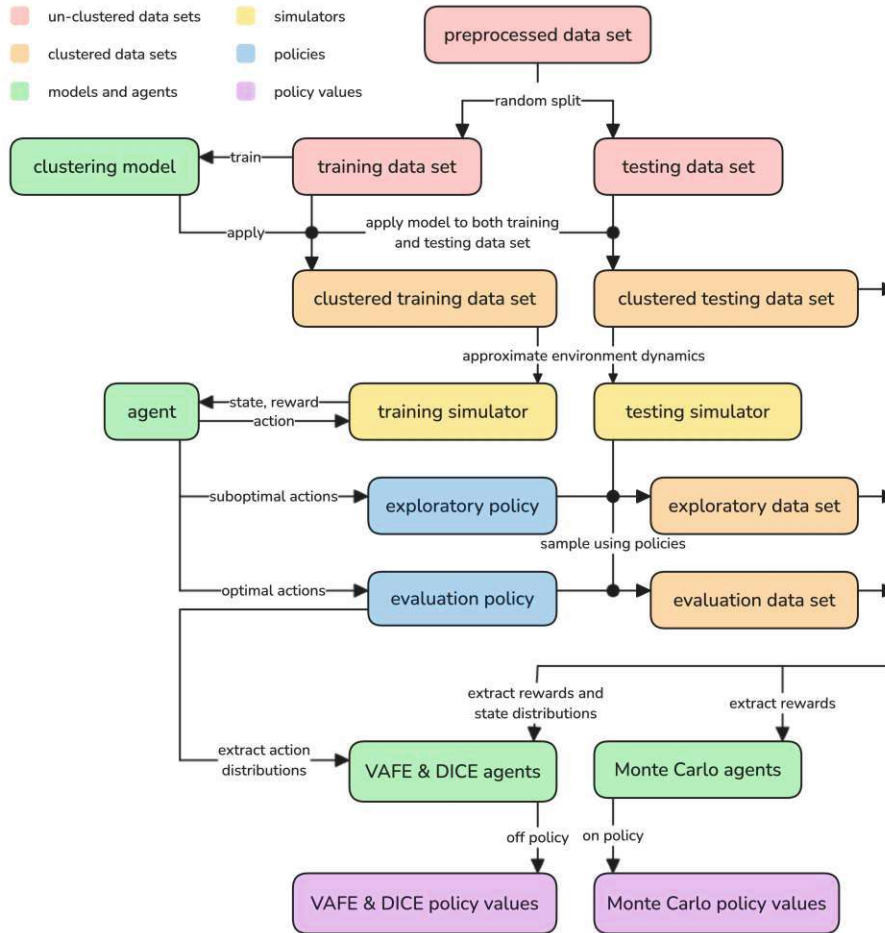 un-clustered data sets
simulators
clustered data sets
policies
models and agents
policy values
preprocessed data set
random split
clustering model
train
training data set
testing data set
apply
apply model to both training
and testing data set
clustered training data set
clustered testing data set
approximate environment dynamics
agent
state, reward
action
training simulator
testing simulator
suboptimal actions
exploratory policy
exploratory data set
sample using policies
optimal actions
evaluation policy
evaluation data set
extract rewards and
state distributions
extract rewards
extract action
distributions
VAFE & DICE agents
Monte Carlo agents
off policy
on policy
VAFE & DICE policy values
Monte Carlo policy values